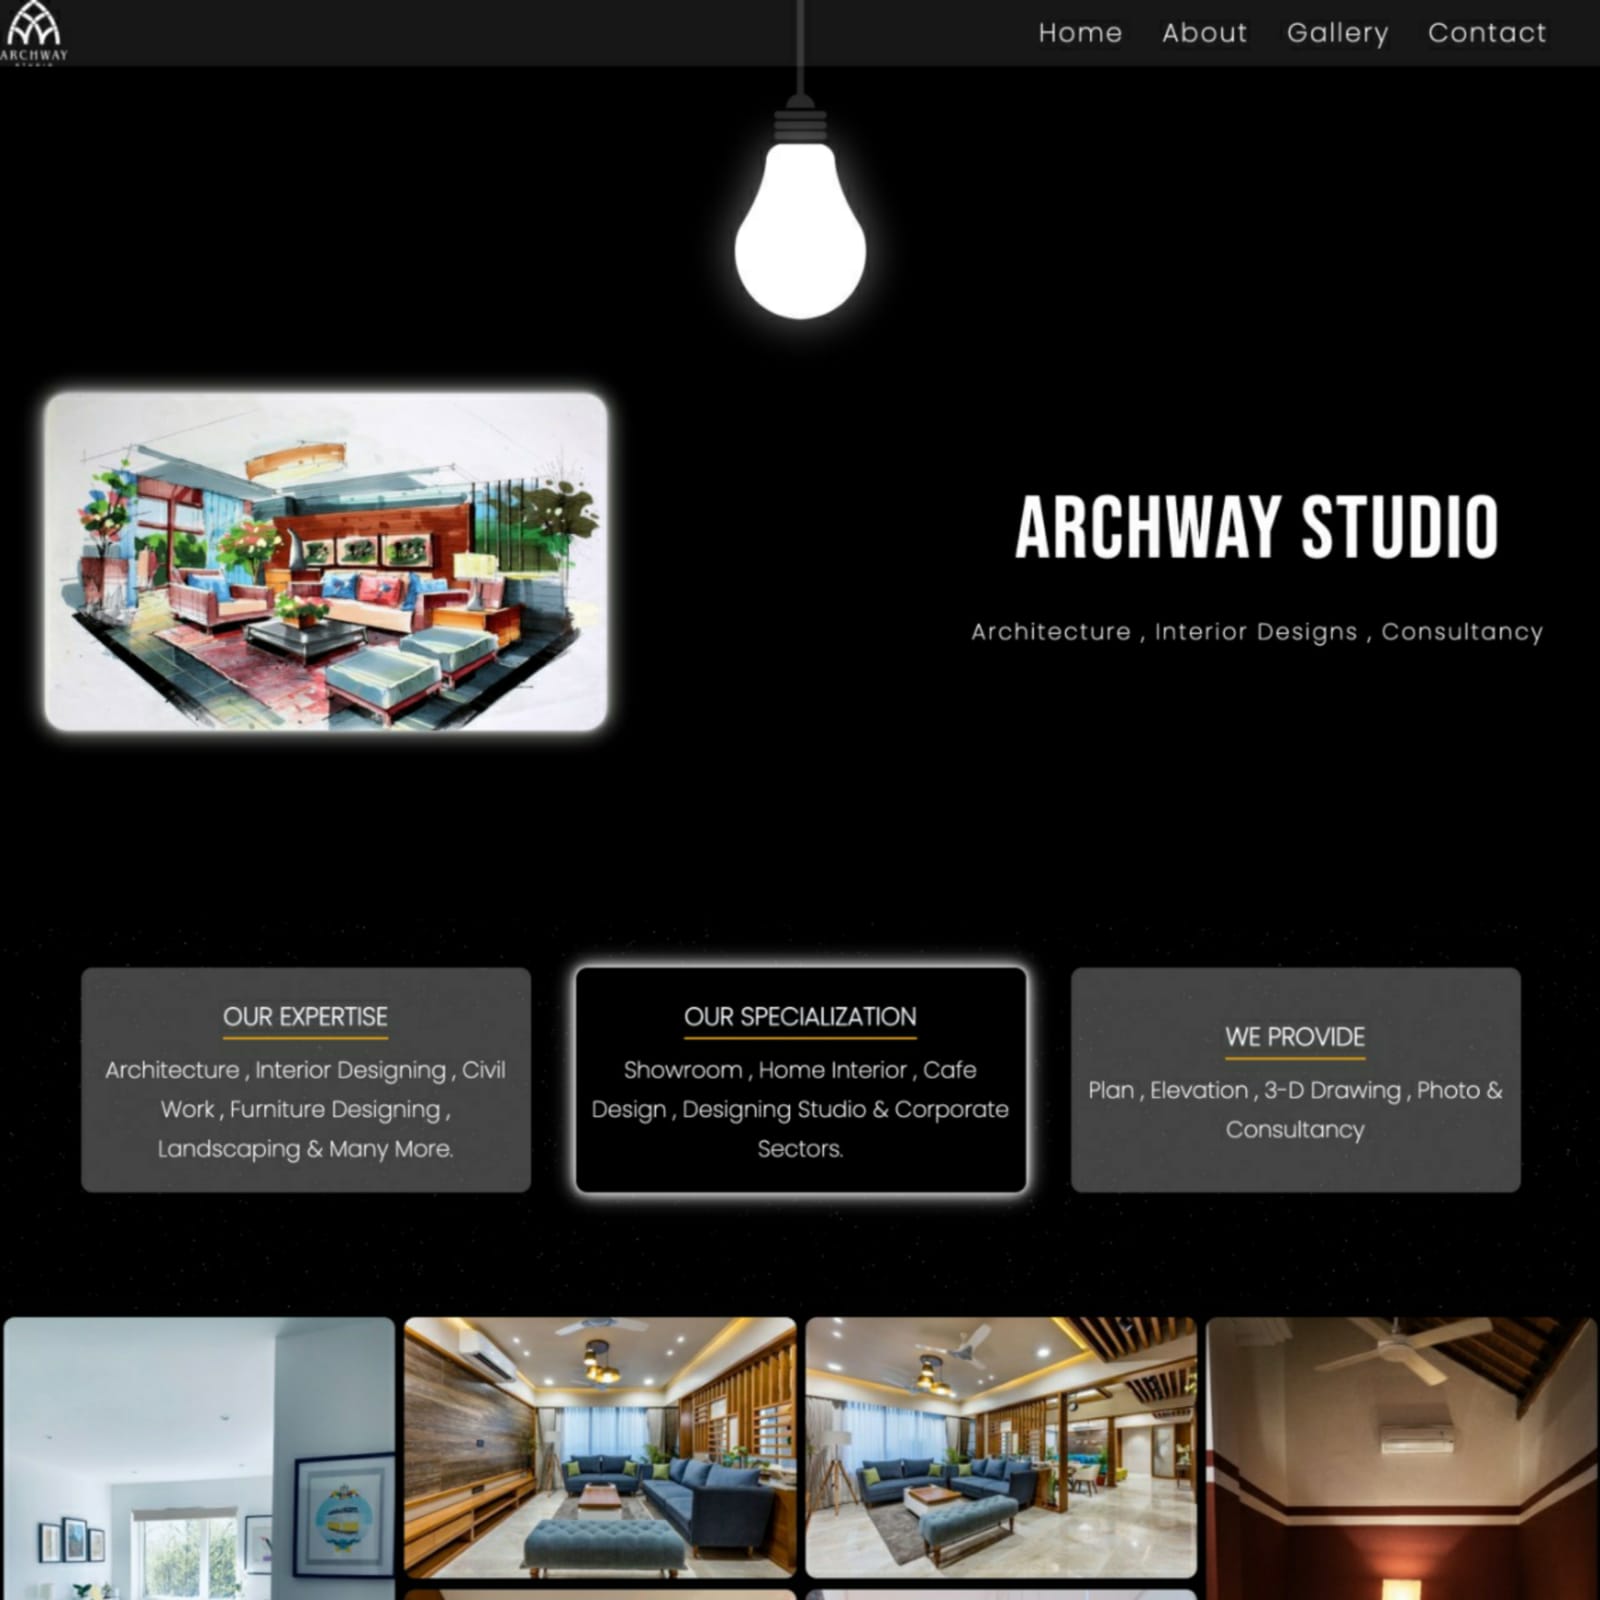 ARCHWAY
STUDIO
Home About Gallery Contact
ARCHWAY STUDIO
Architecture , Interior Designs , Consultancy
OUR EXPERTISE
Architecture , Interior Designing , Civil
Work , Furniture Designing ,
Landscaping & Many More.
OUR SPECIALIZATION
Showroom , Home Interior , Cafe
Design , Designing Studio & Corporate
Sectors.
WE PROVIDE
Plan , Elevation , 3-D Drawing , Photo &
Consultancy